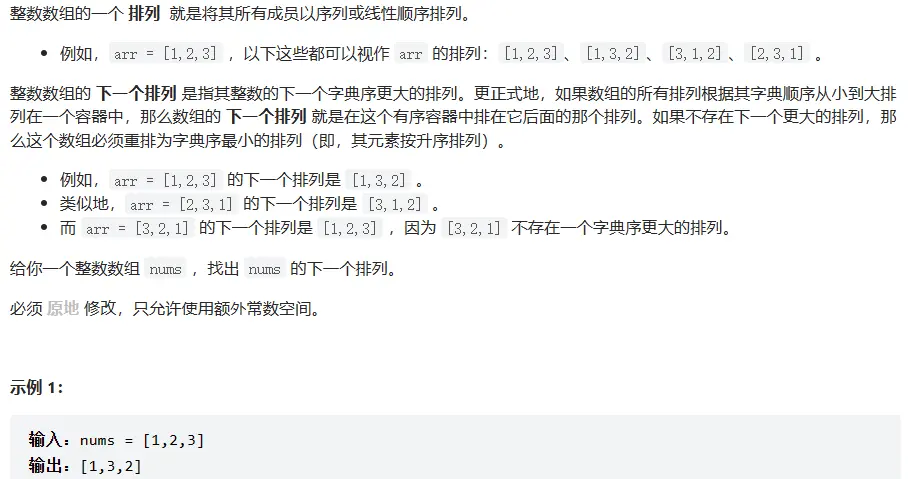 整数数组的一个 排列  就是将其所有成员以序列或线性顺序排列。
• 例如，arr = [1,2,3] ，以下这些都可以视作 arr 的排列：[1,2,3]、[1,3,2]、[3,1,2]、[2,3,1] 。
整数数组的 下一个排列 是指其整数的下一个字典序更大的排列。更正式地，如果数组的所有排列根据其字典顺序从小到大排
列在一个容器中，那么数组的 下一个排列 就是在这个有序容器中排在它后面的那个排列。如果不存在下一个更大的排列，那
么这个数组必须重排为字典序最小的排列（即，其元素按升序排列）。
• 例如，arr = [1,2,3] 的下一个排列是 [1,3,2] 。
• 类似地，arr = [2,3,1] 的下一个排列是 [3,1,2] 。
• 而 arr = [3,2,1] 的下一个排列是 [1,2,3] ，因为 [3,2,1] 不存在一个字典序更大的排列。
给你一个整数数组 nums ，找出 nums 的下一个排列。
必须 原地 修改，只允许使用额外常数空间。
示例 1：
输入：nums = [1,2,3]
输出：[1,3,2]